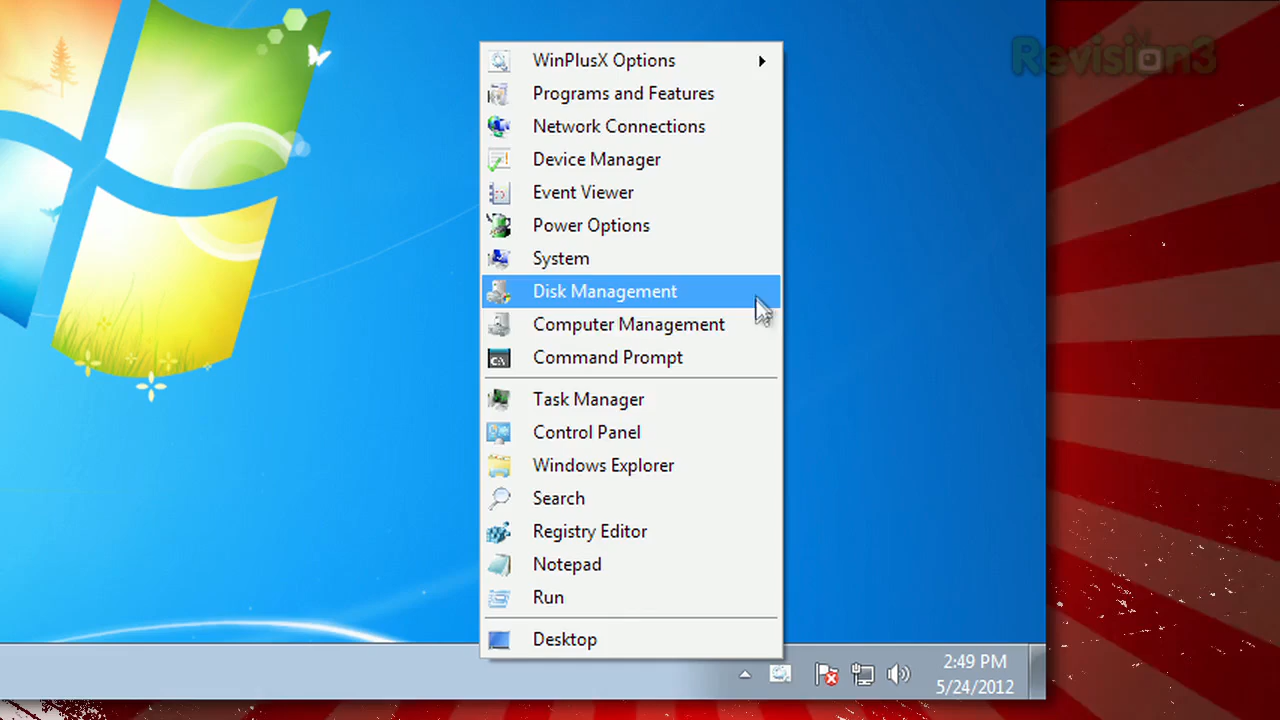 Revision3
WinPlusX Options
Programs and Features
Network Connections
Device Manager
Event Viewer
Power Options
System
Disk Management
Computer Management
Command Prompt
Task Manager
Control Panel
Windows Explorer
Search
Registry Editor
Notepad
Run
Desktop
2:49 PM
5/24/2012